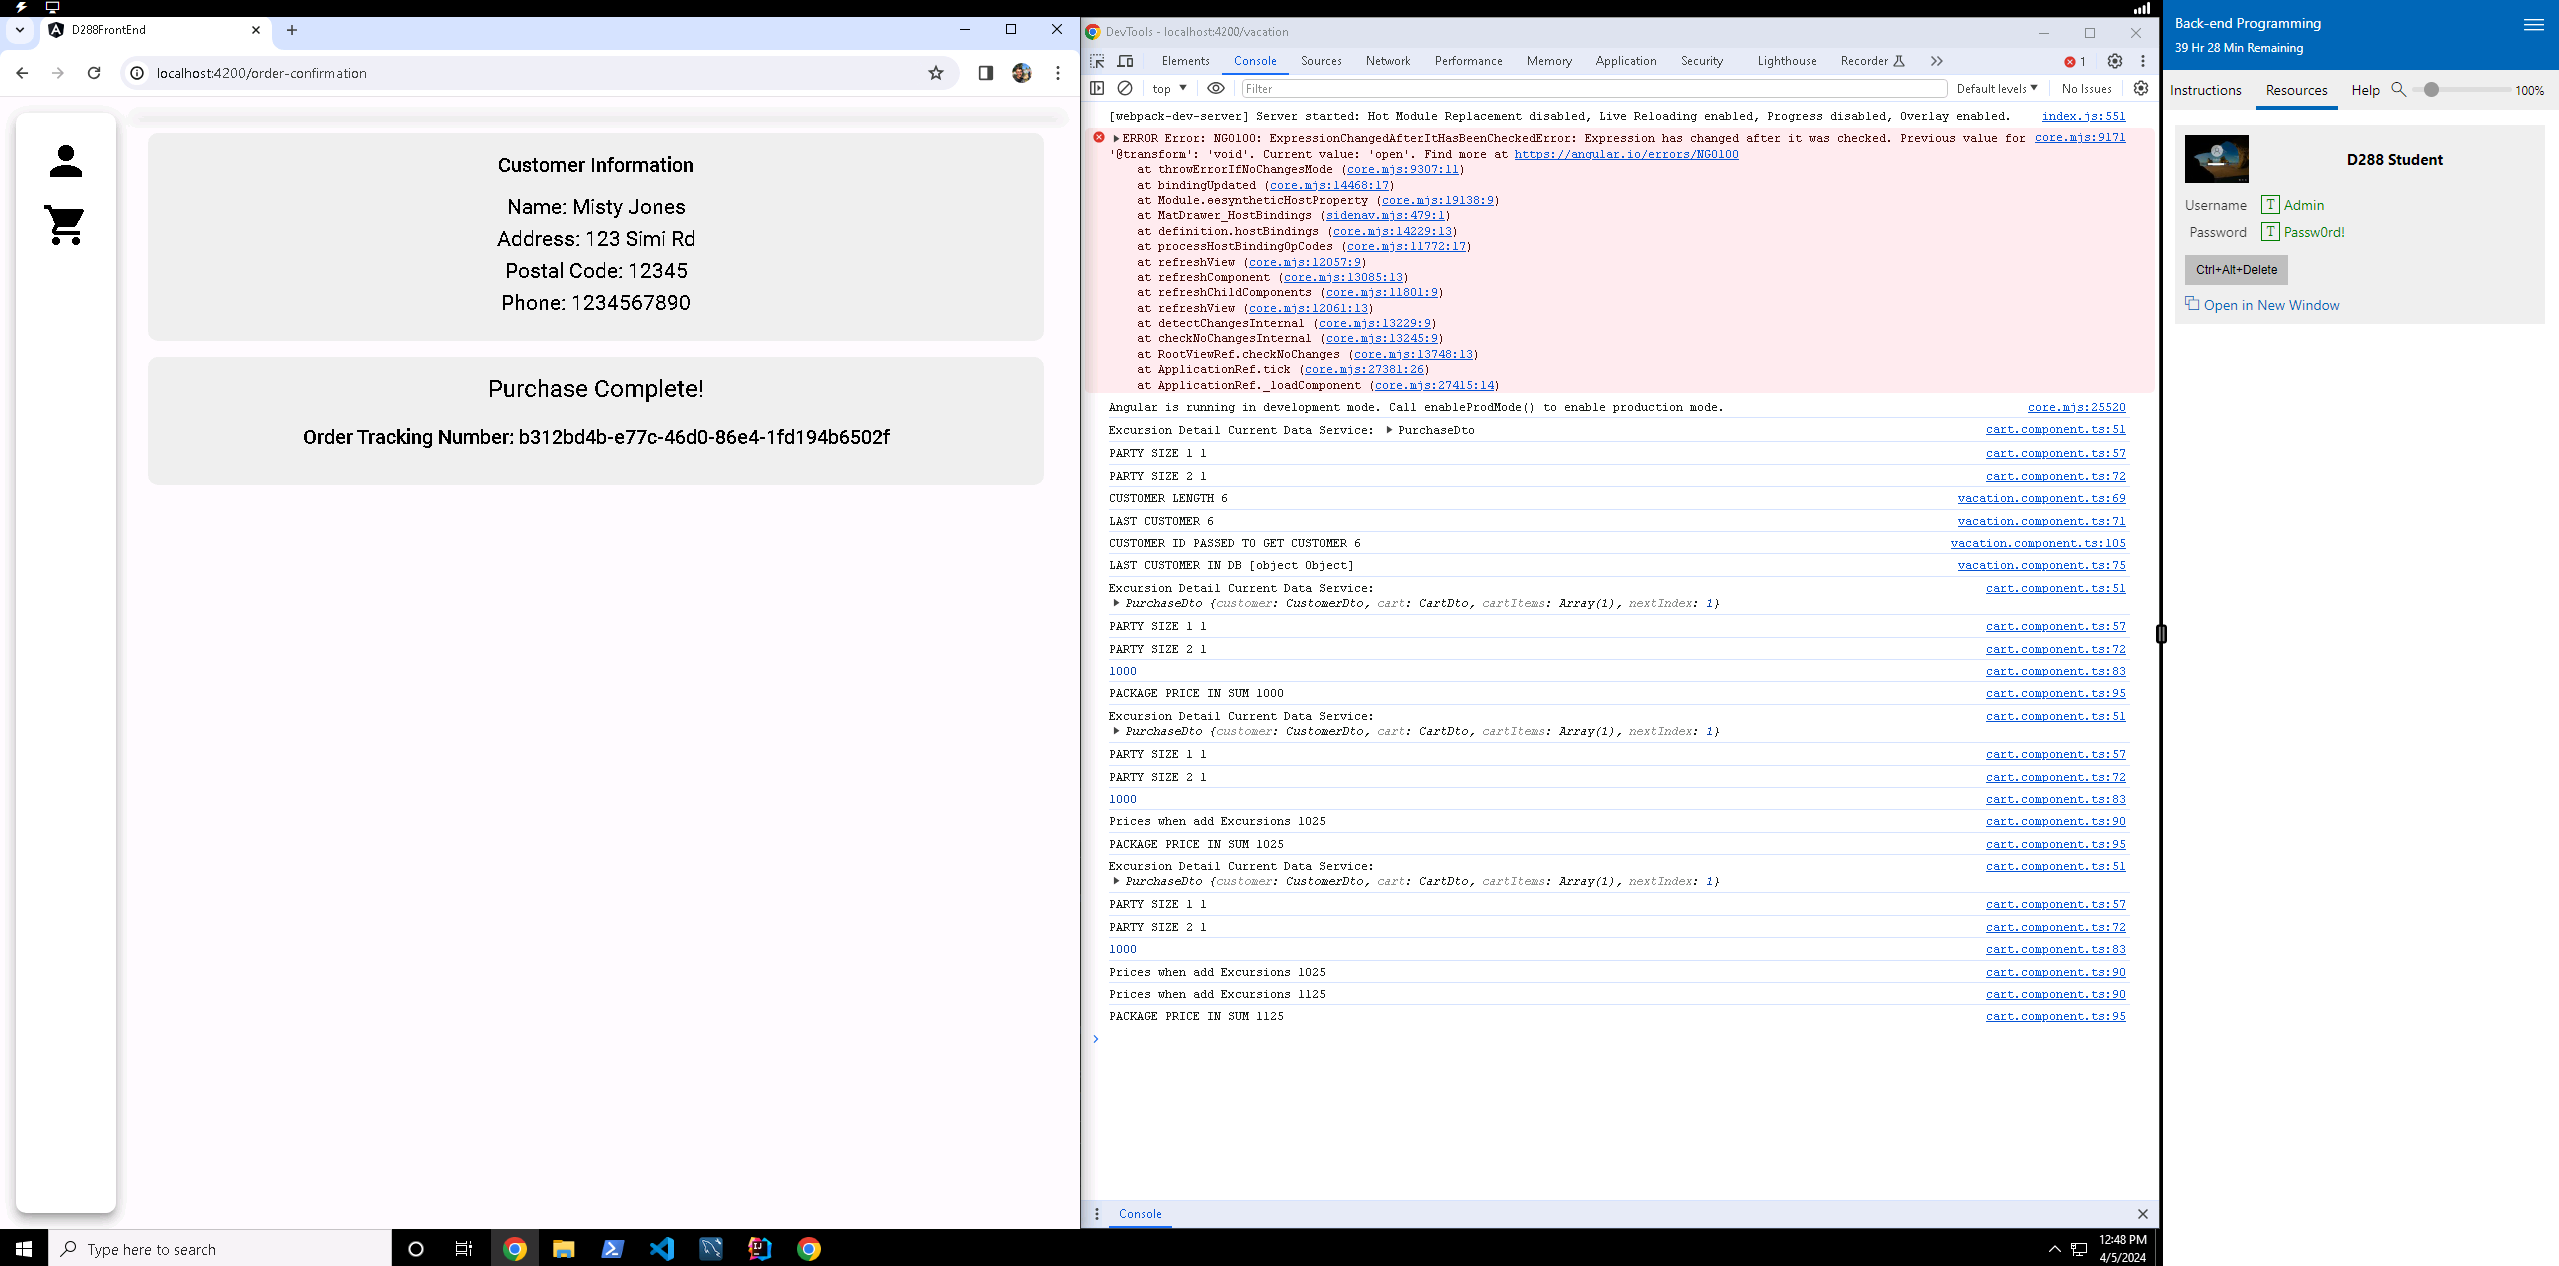 D288FrontEnd
localhost:4200/order-confirmation
Customer Information
Name: Misty Jones
Address: 123 Simi Rd
Postal Code: 12345
Phone: 1234567890
Purchase Complete!
Order Tracking Number: b312bd4b-e77c-46d0-86e4-1fd194b6502f
DevTools - localhost:4200/vacation
Elements Console Sources Network Performance Memory Application Security Lighthouse Recorder 1
top Filter Default levels No Issues
[webpack-dev-server] Server started: Hot Module Replacement disabled, Live Reloading enabled, Progress disabled, Overlay enabled. index.js:551
ERROR Error: NG0100: ExpressionChangedAfterItHasBeenCheckedError: Expression has changed after it was checked. Previous value for core.mjs:9171
'@transform': 'void'. Current value: 'open'. Find more at https://angular.io/errors/NG0100
at throwErrorIfNoChangesMode (core.mjs:9307:11)
at bindingUpdated (core.mjs:14468:17)
at Module.ɵɵsyntheticHostProperty (core.mjs:19138:9)
at MatDrawer_HostBindings (sidenav.mjs:479:1)
at definition.hostBindings (core.mjs:14229:13)
at processHostBindingOpCodes (core.mjs:11772:17)
at refreshView (core.mjs:12057:9)
at refreshComponent (core.mjs:13085:13)
at refreshChildComponents (core.mjs:11801:9)
at refreshView (core.mjs:12061:13)
at detectChangesInternal (core.mjs:13229:9)
at checkNoChangesInternal (core.mjs:13245:9)
at RootViewRef.checkNoChanges (core.mjs:13748:13)
at ApplicationRef.tick (core.mjs:27381:26)
at ApplicationRef._loadComponent (core.mjs:27415:14)
Angular is running in development mode. Call enableProdMode() to enable production mode. core.mjs:25520
Excursion Detail Current Data Service: PurchaseDto cart.component.ts:51
PARTY SIZE 1 1 cart.component.ts:57
PARTY SIZE 2 1 cart.component.ts:72
CUSTOMER LENGTH 6 vacation.component.ts:69
LAST CUSTOMER 6 vacation.component.ts:71
CUSTOMER ID PASSED TO GET CUSTOMER 6 vacation.component.ts:105
LAST CUSTOMER IN DB [object Object] vacation.component.ts:75
Excursion Detail Current Data Service: cart.component.ts:51
PurchaseDto {customer: CustomerDto, cart: CartDto, cartItems: Array(1), nextIndex: 1}
PARTY SIZE 1 1 cart.component.ts:57
PARTY SIZE 2 1 cart.component.ts:72
1000 cart.component.ts:83
PACKAGE PRICE IN SUM 1000 cart.component.ts:95
Excursion Detail Current Data Service: cart.component.ts:51
PurchaseDto {customer: CustomerDto, cart: CartDto, cartItems: Array(1), nextIndex: 1}
PARTY SIZE 1 1 cart.component.ts:57
PARTY SIZE 2 1 cart.component.ts:72
1000 cart.component.ts:83
Prices when add Excursions 1025 cart.component.ts:90
PACKAGE PRICE IN SUM 1025 cart.component.ts:95
Excursion Detail Current Data Service: cart.component.ts:51
PurchaseDto {customer: CustomerDto, cart: CartDto, cartItems: Array(1), nextIndex: 1}
PARTY SIZE 1 1 cart.component.ts:57
PARTY SIZE 2 1 cart.component.ts:72
1000 cart.component.ts:83
Prices when add Excursions 1025 cart.component.ts:90
Prices when add Excursions 1125 cart.component.ts:90
PACKAGE PRICE IN SUM 1125 cart.component.ts:95
Console
Back-end Programming
39 Hr 28 Min Remaining
Instructions Resources Help 100%
D288 Student
Username T Admin
Password T Passw0rd!
Ctrl+Alt+Delete
Open in New Window
Type here to search
12:48 PM
4/5/2024